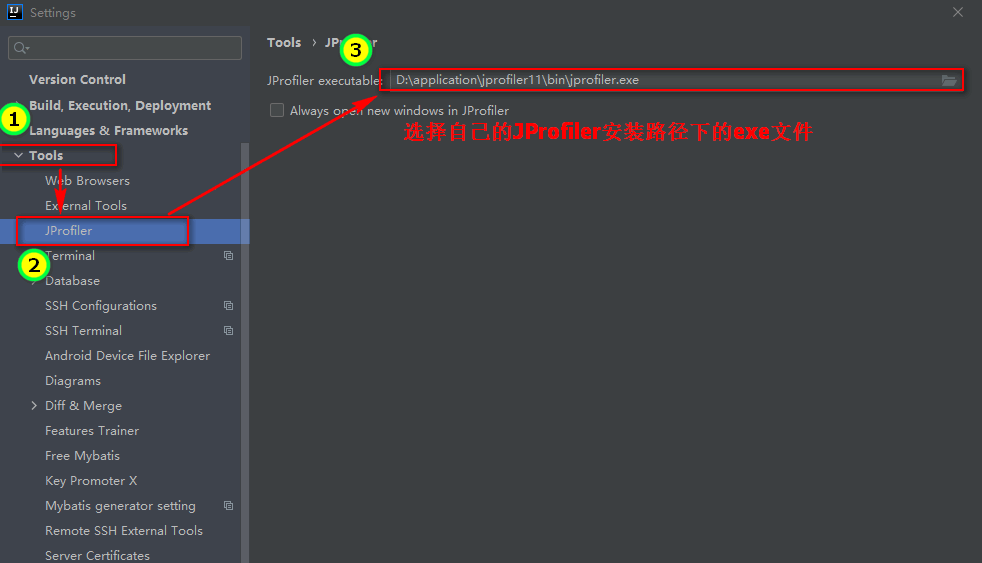 IJ Settings
Version Control
Build, Execution, Deployment
1
Languages & Frameworks
Tools
Web Browsers
External Tools
JProfiler
Terminal
2
Database
SSH Configurations
SSH Terminal
Android Device File Explorer
Diagrams
Diff & Merge
Features Trainer
Free Mybatis
Key Promoter X
Mybatis generator setting
Remote SSH External Tools
Server Certificates
Tools › JProfiler
3
JProfiler executable: D:\application\jprofiler11\bin\jprofiler.exe
Always open new windows in JProfiler
选择自己的JProfiler安装路径下的exe文件